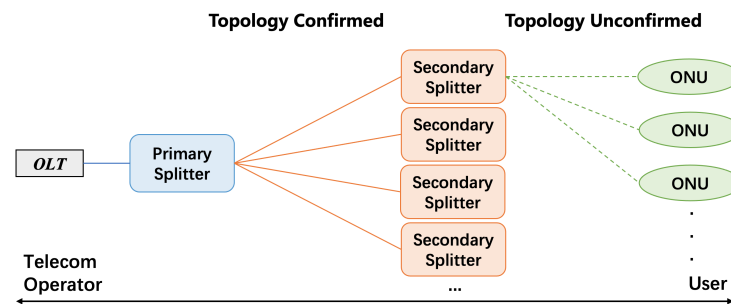 Topology Confirmed
Topology Unconfirmed
OLT
Primary
Splitter
Secondary
Splitter
Secondary
Splitter
Secondary
Splitter
Secondary
Splitter
...
ONU
ONU
ONU
.
.
.
Telecom
Operator
User